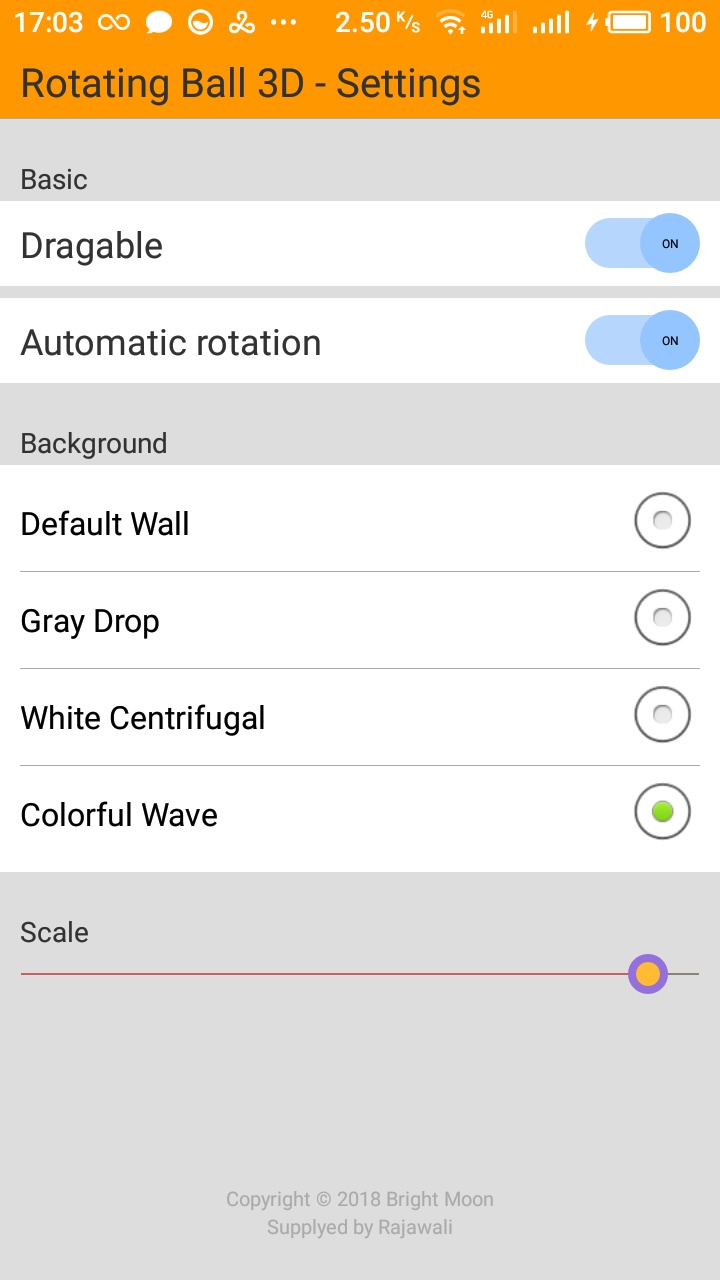 17:03 2.50 K/s 4G 100
Rotating Ball 3D - Settings
Basic
Dragable ON
Automatic rotation ON
Background
Default Wall
Gray Drop
White Centrifugal
Colorful Wave
Scale
Copyright © 2018 Bright Moon
Supplyed by Rajawali